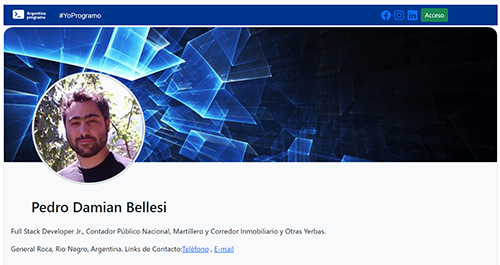 Argentina
programa
#YoProgramo
Acceso
Pedro Damian Bellesi
Full Stack Developer Jr., Contador Público Nacional, Martillero y Corredor Inmobiliario y Otras Yerbas.
General Roca, Rio Negro, Argentina. Links de Contacto:Teléfono , E-mail